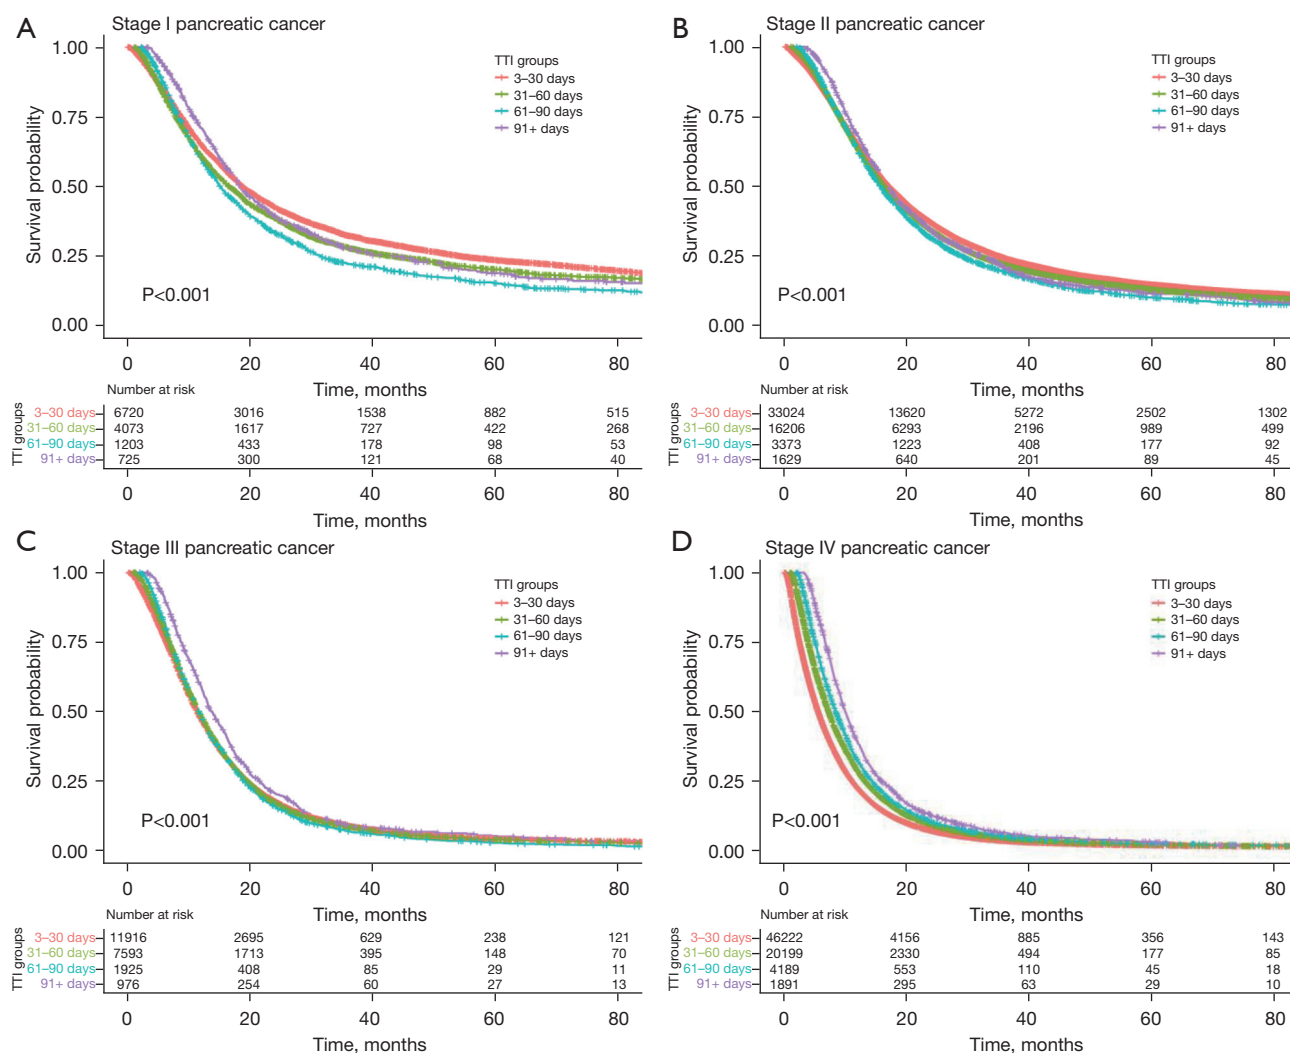 A
Stage I pancreatic cancer
1.00
0.75
0.50
0.25
0.00
Survival probability
TTI groups
3–30 days
31–60 days
61–90 days
91+ days
P<0.001
0 20 40 60 80
Time, months
Number at risk
TTI groups
3–30 days 6720 3016 1538 882 515
31–60 days 4073 1617 727 422 268
61–90 days 1203 433 178 98 53
91+ days 725 300 121 68 40
0 20 40 60 80
Time, months
B
Stage II pancreatic cancer
1.00
0.75
0.50
0.25
0.00
Survival probability
TTI groups
3–30 days
31–60 days
61–90 days
91+ days
P<0.001
0 20 40 60 80
Time, months
Number at risk
TTI groups
3–30 days 33024 13620 5272 2502 1302
31–60 days 16206 6293 2196 989 499
61–90 days 3373 1223 408 177 92
91+ days 1629 640 201 89 45
0 20 40 60 80
Time, months
C
Stage III pancreatic cancer
1.00
0.75
0.50
0.25
0.00
Survival probability
TTI groups
3–30 days
31–60 days
61–90 days
91+ days
P<0.001
0 20 40 60 80
Time, months
Number at risk
TTI groups
3–30 days 11916 2695 629 238 121
31–60 days 7593 1713 395 148 70
61–90 days 1925 408 85 29 11
91+ days 976 254 60 27 13
0 20 40 60 80
Time, months
D
Stage IV pancreatic cancer
1.00
0.75
0.50
0.25
0.00
Survival probability
TTI groups
3–30 days
31–60 days
61–90 days
91+ days
P<0.001
0 20 40 60 80
Time, months
Number at risk
TTI groups
3–30 days 46222 4156 885 356 143
31–60 days 20199 2330 494 177 85
61–90 days 4189 553 110 45 18
91+ days 1891 295 63 29 10
0 20 40 60 80
Time, months